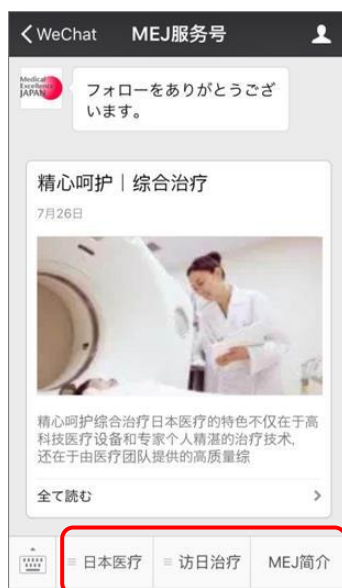 WeChat
MEJ服务号
Medical
Excellence
JAPAN
フォローをありがとうござ
います。
精心呵护｜综合治疗
7月26日
精心呵护综合治疗日本医疗的特色不仅在于高
科技医疗设备和专家个人精湛的治疗技术,
还在于由医疗团队提供的高质量综
全て読む
日本医疗
访日治疗
MEJ简介